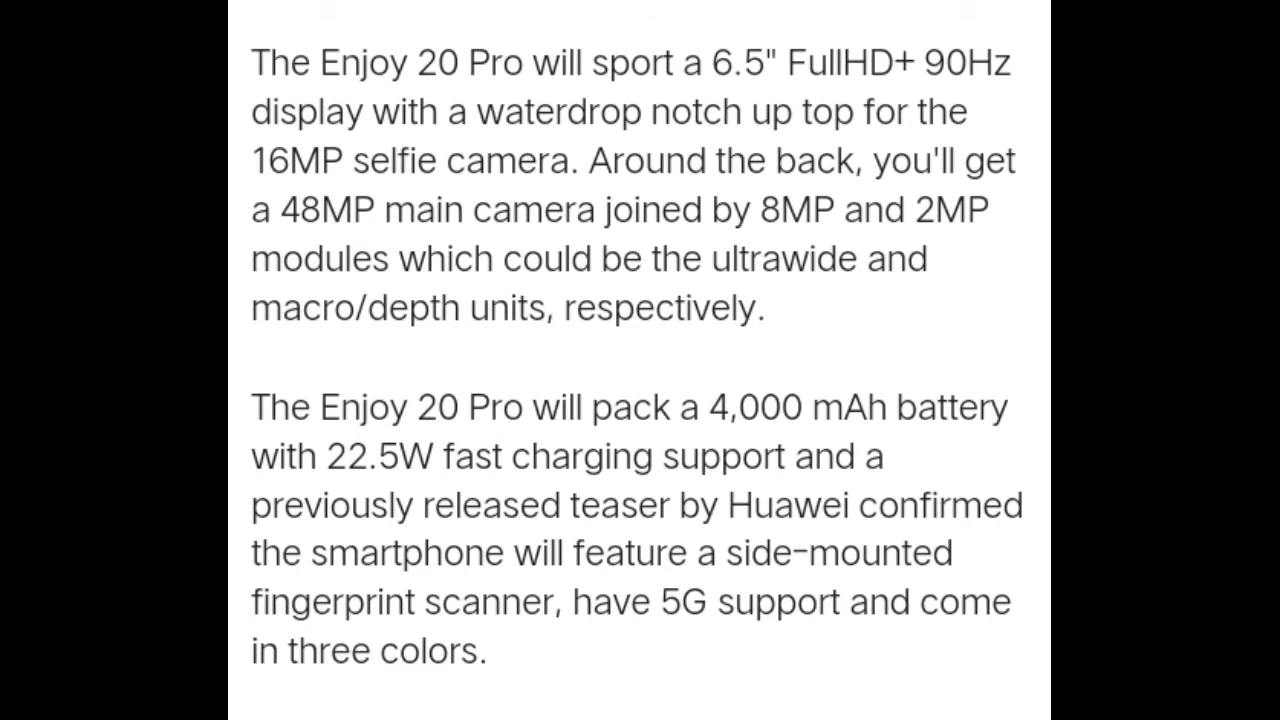 The Enjoy 20 Pro will sport a 6.5" FullHD+ 90Hz
display with a waterdrop notch up top for the
16MP selfie camera. Around the back, you'll get
a 48MP main camera joined by 8MP and 2MP
modules which could be the ultrawide and
macro/depth units, respectively.
The Enjoy 20 Pro will pack a 4,000 mAh battery
with 22.5W fast charging support and a
previously released teaser by Huawei confirmed
the smartphone will feature a side-mounted
fingerprint scanner, have 5G support and come
in three colors.